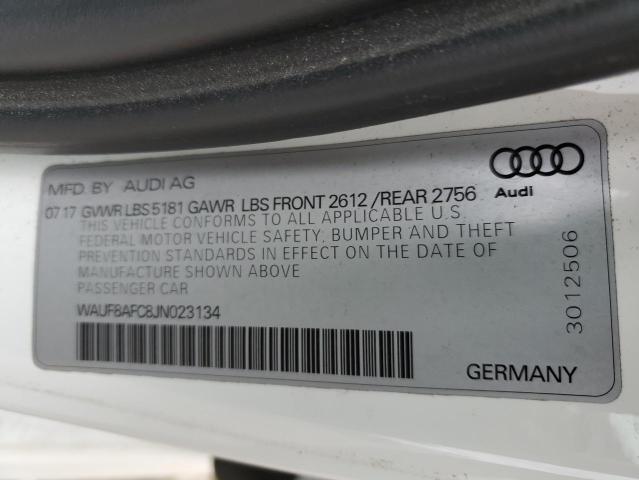 MFD BY AUDI AG
Audi
07 17 GVWR LBS 5181 GAWR LBS FRONT 2612 /REAR 2756
THIS VEHICLE CONFORMS TO ALL APPLICABLE U.S.
FEDERAL MOTOR VEHICLE SAFETY, BUMPER AND THEFT
PREVENTION STANDARDS IN EFFECT ON THE DATE OF
MANUFACTURE SHOWN ABOVE
PASSENGER CAR
WAUF8AFC8JN023134
3012506
GERMANY